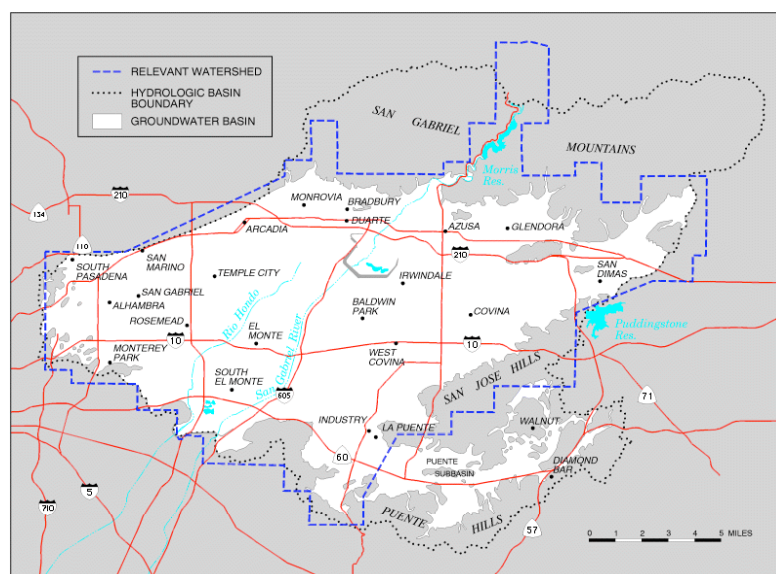 RELEVANT WATERSHED
HYDROLOGIC BASIN
BOUNDARY
GROUNDWATER BASIN
SAN
GABRIEL
MOUNTAINS
Morris
Res.
MONROVIA
BRADBURY
DUARTE
ARCADIA
AZUSA
GLENDORA
210
134
110
210
SOUTH
PASADENA
SAN
MARINO
TEMPLE CITY
SAN GABRIEL
ALHAMBRA
ROSEMEAD
Rio Hondo
IRWINDALE
SAN
DIMAS
BALDWIN
PARK
COVINA
Puddingstone
Res.
10
EL
MONTE
San Gabriel River
10
WEST
COVINA
MONTEREY
PARK
SOUTH
EL MONTE
605
SAN JOSE HILLS
71
INDUSTRY
LA PUENTE
WALNUT
60
PUENTE
SUBBASIN
DIAMOND
BAR
5
710
PUENTE
HILLS
57
0 1 2 3 4 5 MILES